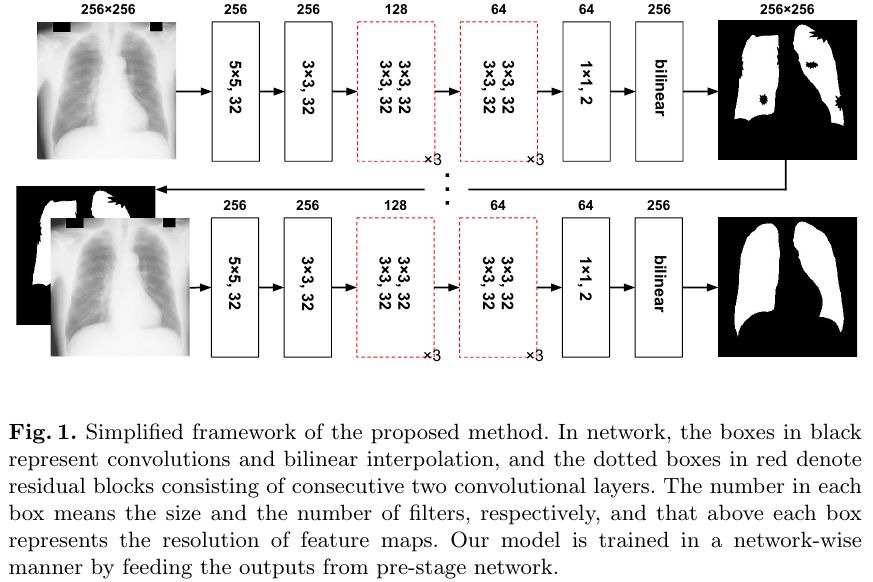 256×256 256 256 128 64 64 256 256×256
5×5, 32
3×3, 32
3×3, 32
3×3, 32
3×3, 32
3×3, 32
1×1, 2
bilinear
×3 ×3
256 256 128 64 64 256
5×5, 32
3×3, 32
3×3, 32
3×3, 32
3×3, 32
3×3, 32
1×1, 2
bilinear
×3 ×3
Fig. 1. Simplified framework of the proposed method. In network, the boxes in black
represent convolutions and bilinear interpolation, and the dotted boxes in red denote
residual blocks consisting of consecutive two convolutional layers. The number in each
box means the size and the number of filters, respectively, and that above each box
represents the resolution of feature maps. Our model is trained in a network-wise
manner by feeding the outputs from pre-stage network.